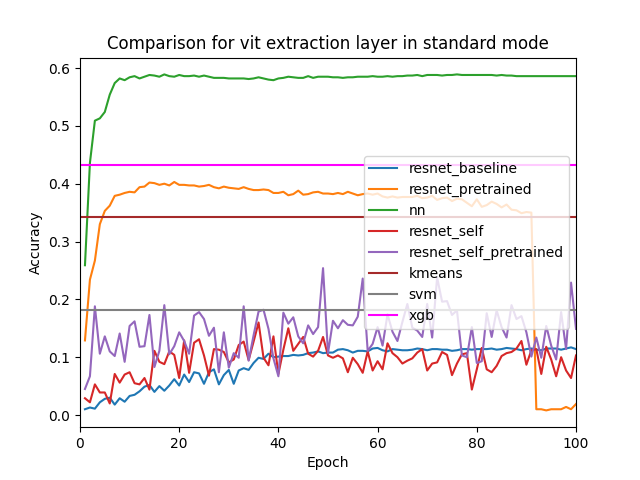 Comparison for vit extraction layer in standard mode
Accuracy
0.6
0.5
0.4
0.3
0.2
0.1
0.0
resnet_baseline
resnet_pretrained
nn
resnet_self
resnet_self_pretrained
kmeans
svm
xgb
0 20 40 60 80 100
Epoch